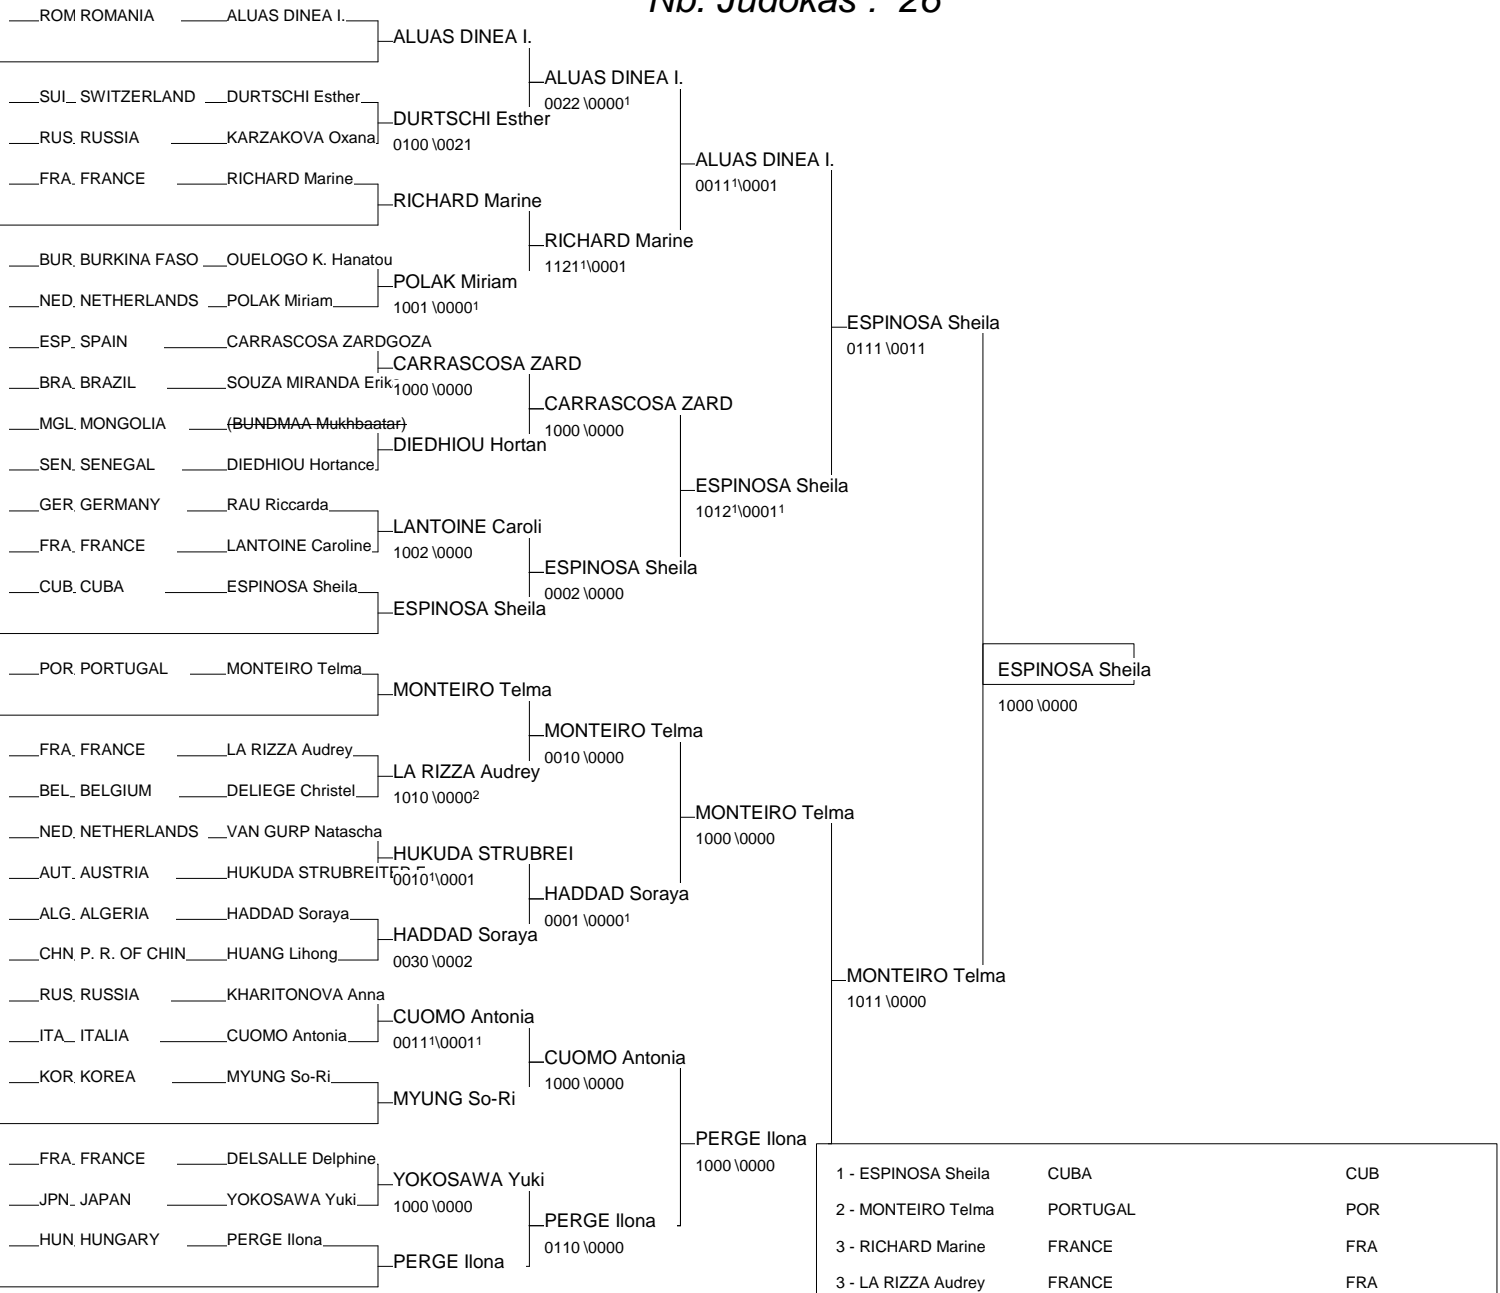 Nb. Judokas : 26
ROM ROMANIA ALUAS DINEA I.
ALUAS DINEA I.
ALUAS DINEA I.
0022 \0000¹
SUI SWITZERLAND DURTSCHI Esther
DURTSCHI Esther
0100 \0021
RUS RUSSIA KARZAKOVA Oxana
ALUAS DINEA I.
0011¹\0001
FRA FRANCE RICHARD Marine
RICHARD Marine
RICHARD Marine
1121¹\0001
BUR BURKINA FASO OUELOGO K. Hanatou
POLAK Miriam
1001 \0000¹
NED NETHERLANDS POLAK Miriam
ESPINOSA Sheila
0111 \0011
ESP SPAIN CARRASCOSA ZARDGOZA
CARRASCOSA ZARD
1000 \0000
BRA BRAZIL SOUZA MIRANDA Erik
CARRASCOSA ZARD
1000 \0000
MGL MONGOLIA (BUNDMAA Mukhbaatar)
DIEDHIOU Hortan
SEN SENEGAL DIEDHIOU Hortance
ESPINOSA Sheila
1012¹\0001¹
GER GERMANY RAU Riccarda
LANTOINE Caroli
1002 \0000
FRA FRANCE LANTOINE Caroline
ESPINOSA Sheila
0002 \0000
CUB CUBA ESPINOSA Sheila
ESPINOSA Sheila
ESPINOSA Sheila
1000 \0000
POR PORTUGAL MONTEIRO Telma
MONTEIRO Telma
MONTEIRO Telma
0010 \0000
FRA FRANCE LA RIZZA Audrey
LA RIZZA Audrey
1010 \0000²
BEL BELGIUM DELIEGE Christel
MONTEIRO Telma
1000 \0000
NED NETHERLANDS VAN GURP Natascha
HUKUDA STRUBREI
0010¹\0001
AUT AUSTRIA HUKUDA STRUBREITER
HADDAD Soraya
0001 \0000¹
ALG ALGERIA HADDAD Soraya
HADDAD Soraya
0030 \0002
CHN P. R. OF CHIN HUANG Lihong
MONTEIRO Telma
1011 \0000
RUS RUSSIA KHARITONOVA Anna
CUOMO Antonia
0011¹\0001¹
ITA ITALIA CUOMO Antonia
CUOMO Antonia
1000 \0000
KOR KOREA MYUNG So-Ri
MYUNG So-Ri
PERGE Ilona
1000 \0000
FRA FRANCE DELSALLE Delphine
YOKOSAWA Yuki
1000 \0000
JPN JAPAN YOKOSAWA Yuki
PERGE Ilona
0110 \0000
HUN HUNGARY PERGE Ilona
PERGE Ilona
1 - ESPINOSA Sheila CUBA CUB
2 - MONTEIRO Telma PORTUGAL POR
3 - RICHARD Marine FRANCE FRA
3 - LA RIZZA Audrey FRANCE FRA